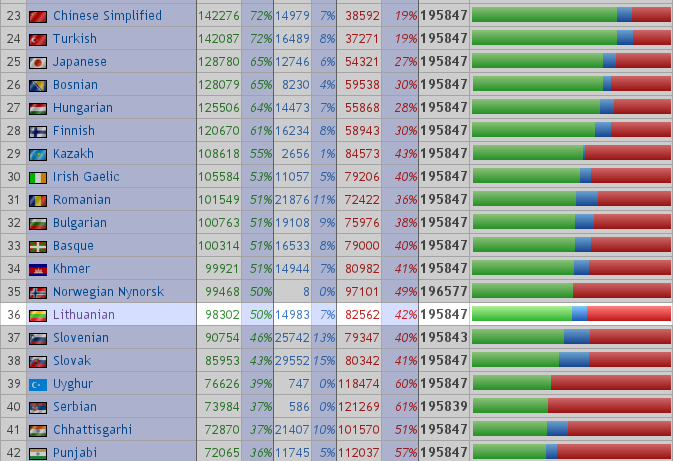 23 Chinese Simplified 142276 72% 14979 7% 38592 19% 195847
24 Turkish 142087 72% 16489 8% 37271 19% 195847
25 Japanese 128780 65% 12746 6% 54321 27% 195847
26 Bosnian 128079 65% 8230 4% 59538 30% 195847
27 Hungarian 125506 64% 14473 7% 55868 28% 195847
28 Finnish 120670 61% 16234 8% 58943 30% 195847
29 Kazakh 108618 55% 2656 1% 84573 43% 195847
30 Irish Gaelic 105584 53% 11057 5% 79206 40% 195847
31 Romanian 101549 51% 21876 11% 72422 36% 195847
32 Bulgarian 100763 51% 19108 9% 75976 38% 195847
33 Basque 100314 51% 16533 8% 79000 40% 195847
34 Khmer 99921 51% 14944 7% 80982 41% 195847
35 Norwegian Nynorsk 99468 50% 8 0% 97101 49% 196577
36 Lithuanian 98302 50% 14983 7% 82562 42% 195847
37 Slovenian 90754 46% 25742 13% 79347 40% 195843
38 Slovak 85953 43% 29552 15% 80342 41% 195847
39 Uyghur 76626 39% 747 0% 118474 60% 195847
40 Serbian 73984 37% 586 0% 121269 61% 195839
41 Chhattisgarhi 72870 37% 21407 10% 101570 51% 195847
42 Punjabi 72065 36% 11745 5% 112037 57% 195847